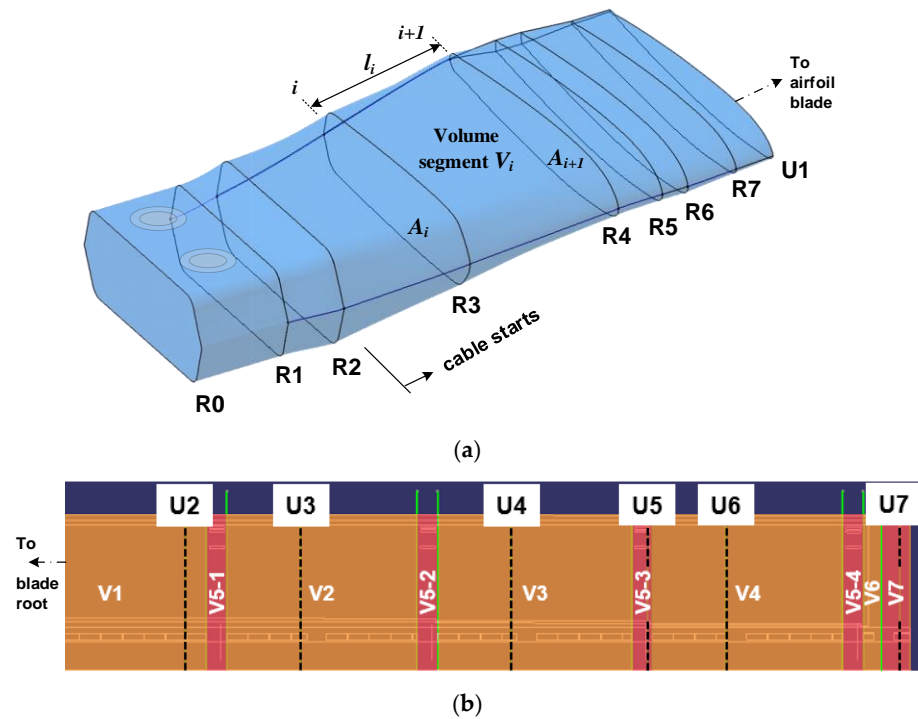 i
l_i
i+1
To
airfoil
blade
Volume
segment V_i
A_i
A_{i+1}
R0
R1
R2
R3
R4
R5
R6
R7
U1
cable starts
(a)
To
blade
root
U2
U3
U4
U5
U6
U7
V1
V5-1
V2
V5-2
V3
V5-3
V4
V5-4
V6
V7
(b)